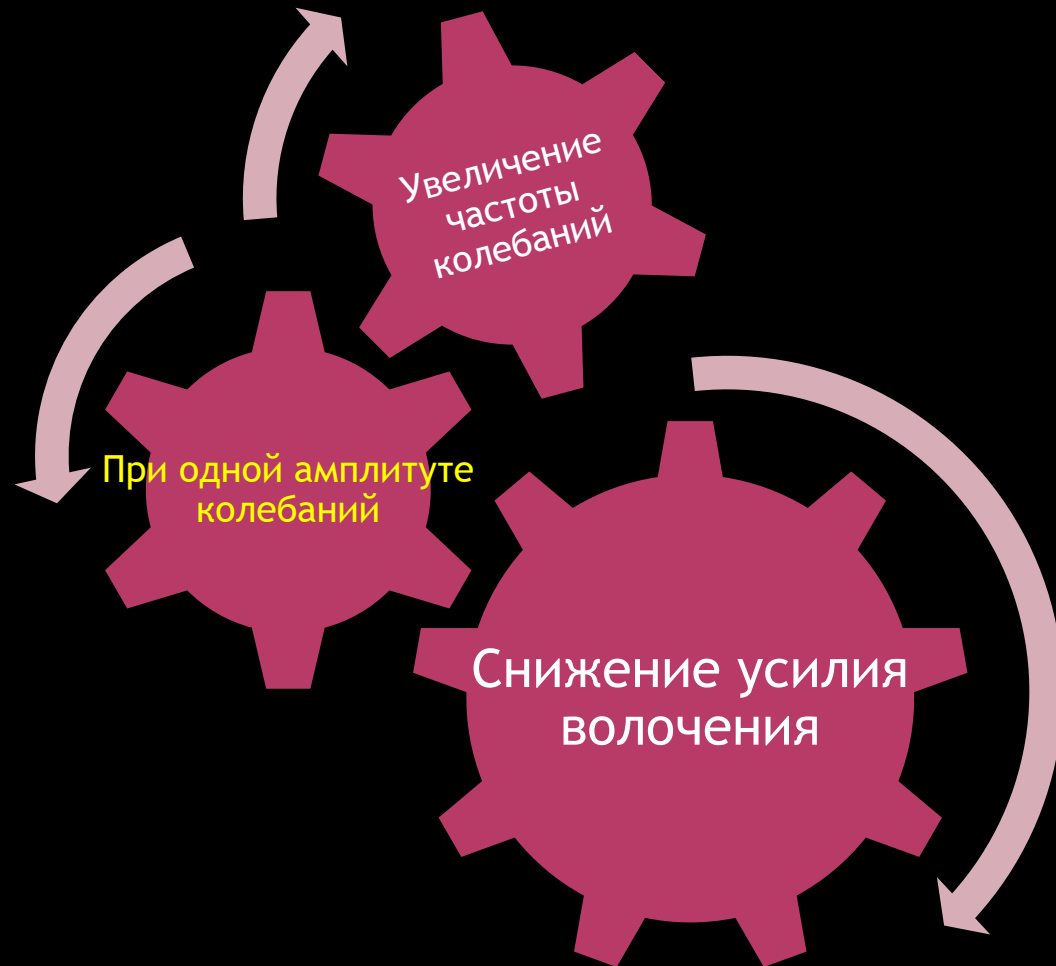 Увеличение
частоты
колебаний
При одной амплитуте
колебаний
Снижение усилия
волочения